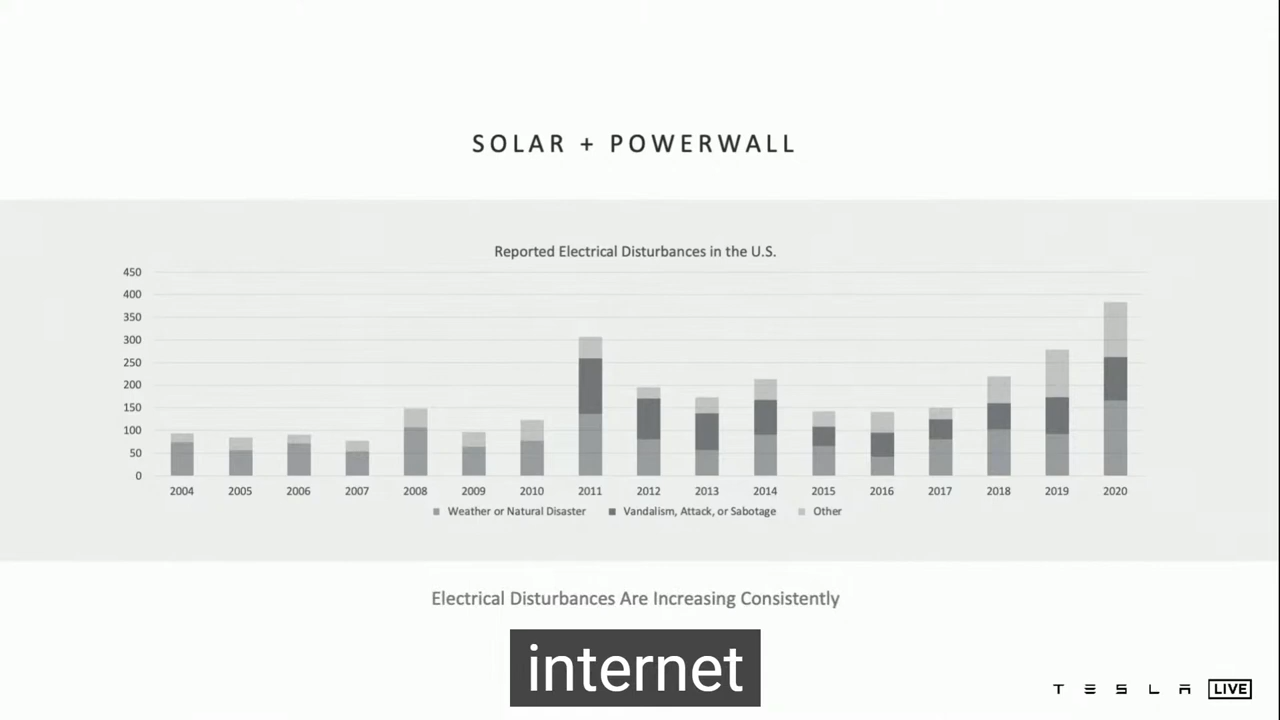 SOLAR + POWERWALL
Reported Electrical Disturbances in the U.S.
450
400
350
300
250
200
150
100
50
0
2004 2005 2006 2007 2008 2009 2010 2011 2012 2013 2014 2015 2016 2017 2018 2019 2020
Weather or Natural Disaster Vandalism, Attack, or Sabotage Other
Electrical Disturbances Are Increasing Consistently
internet
TESLA LIVE